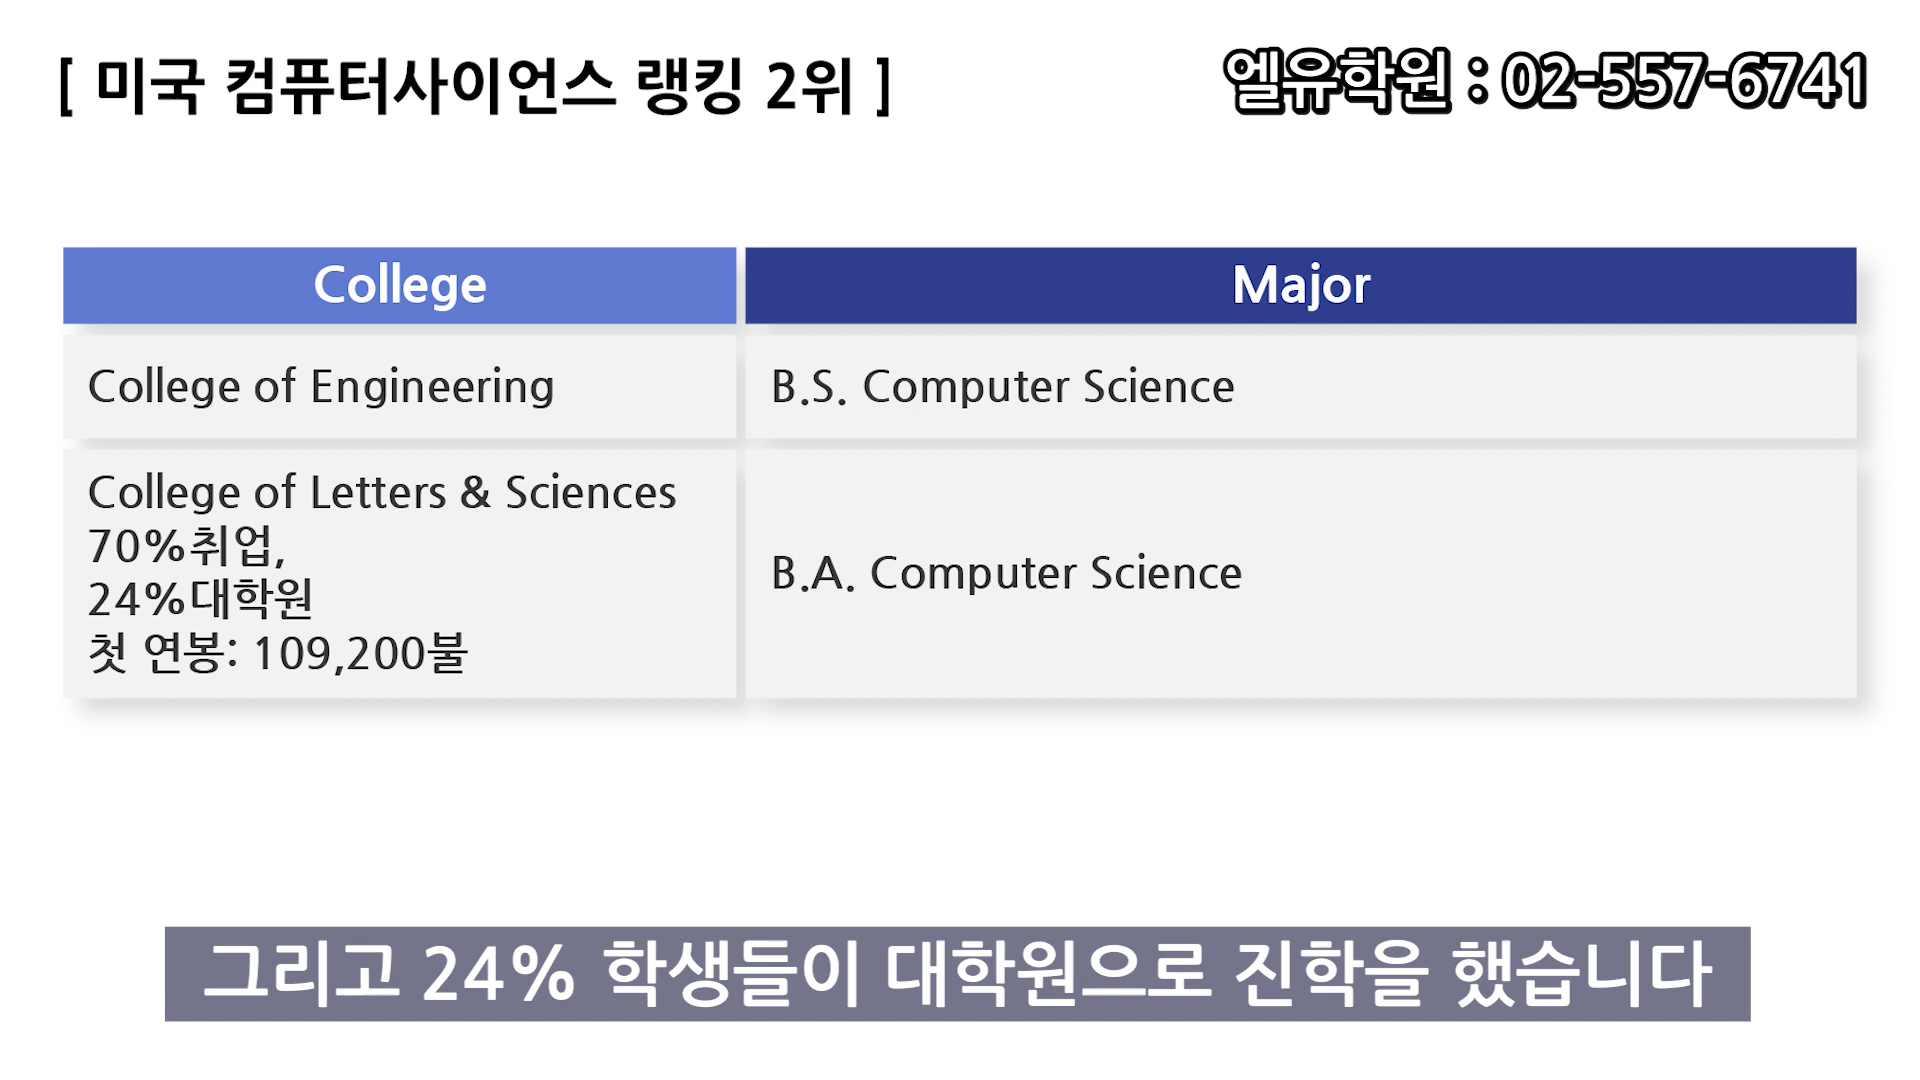 [ 미국 컴퓨터사이언스 랭킹 2위 ]
엘유학원 : 02-557-6741
College
Major
College of Engineering
B.S. Computer Science
College of Letters & Sciences
70%취업,
24%대학원
첫 연봉: 109,200불
B.A. Computer Science
그리고 24% 학생들이 대학원으로 진학을 했습니다